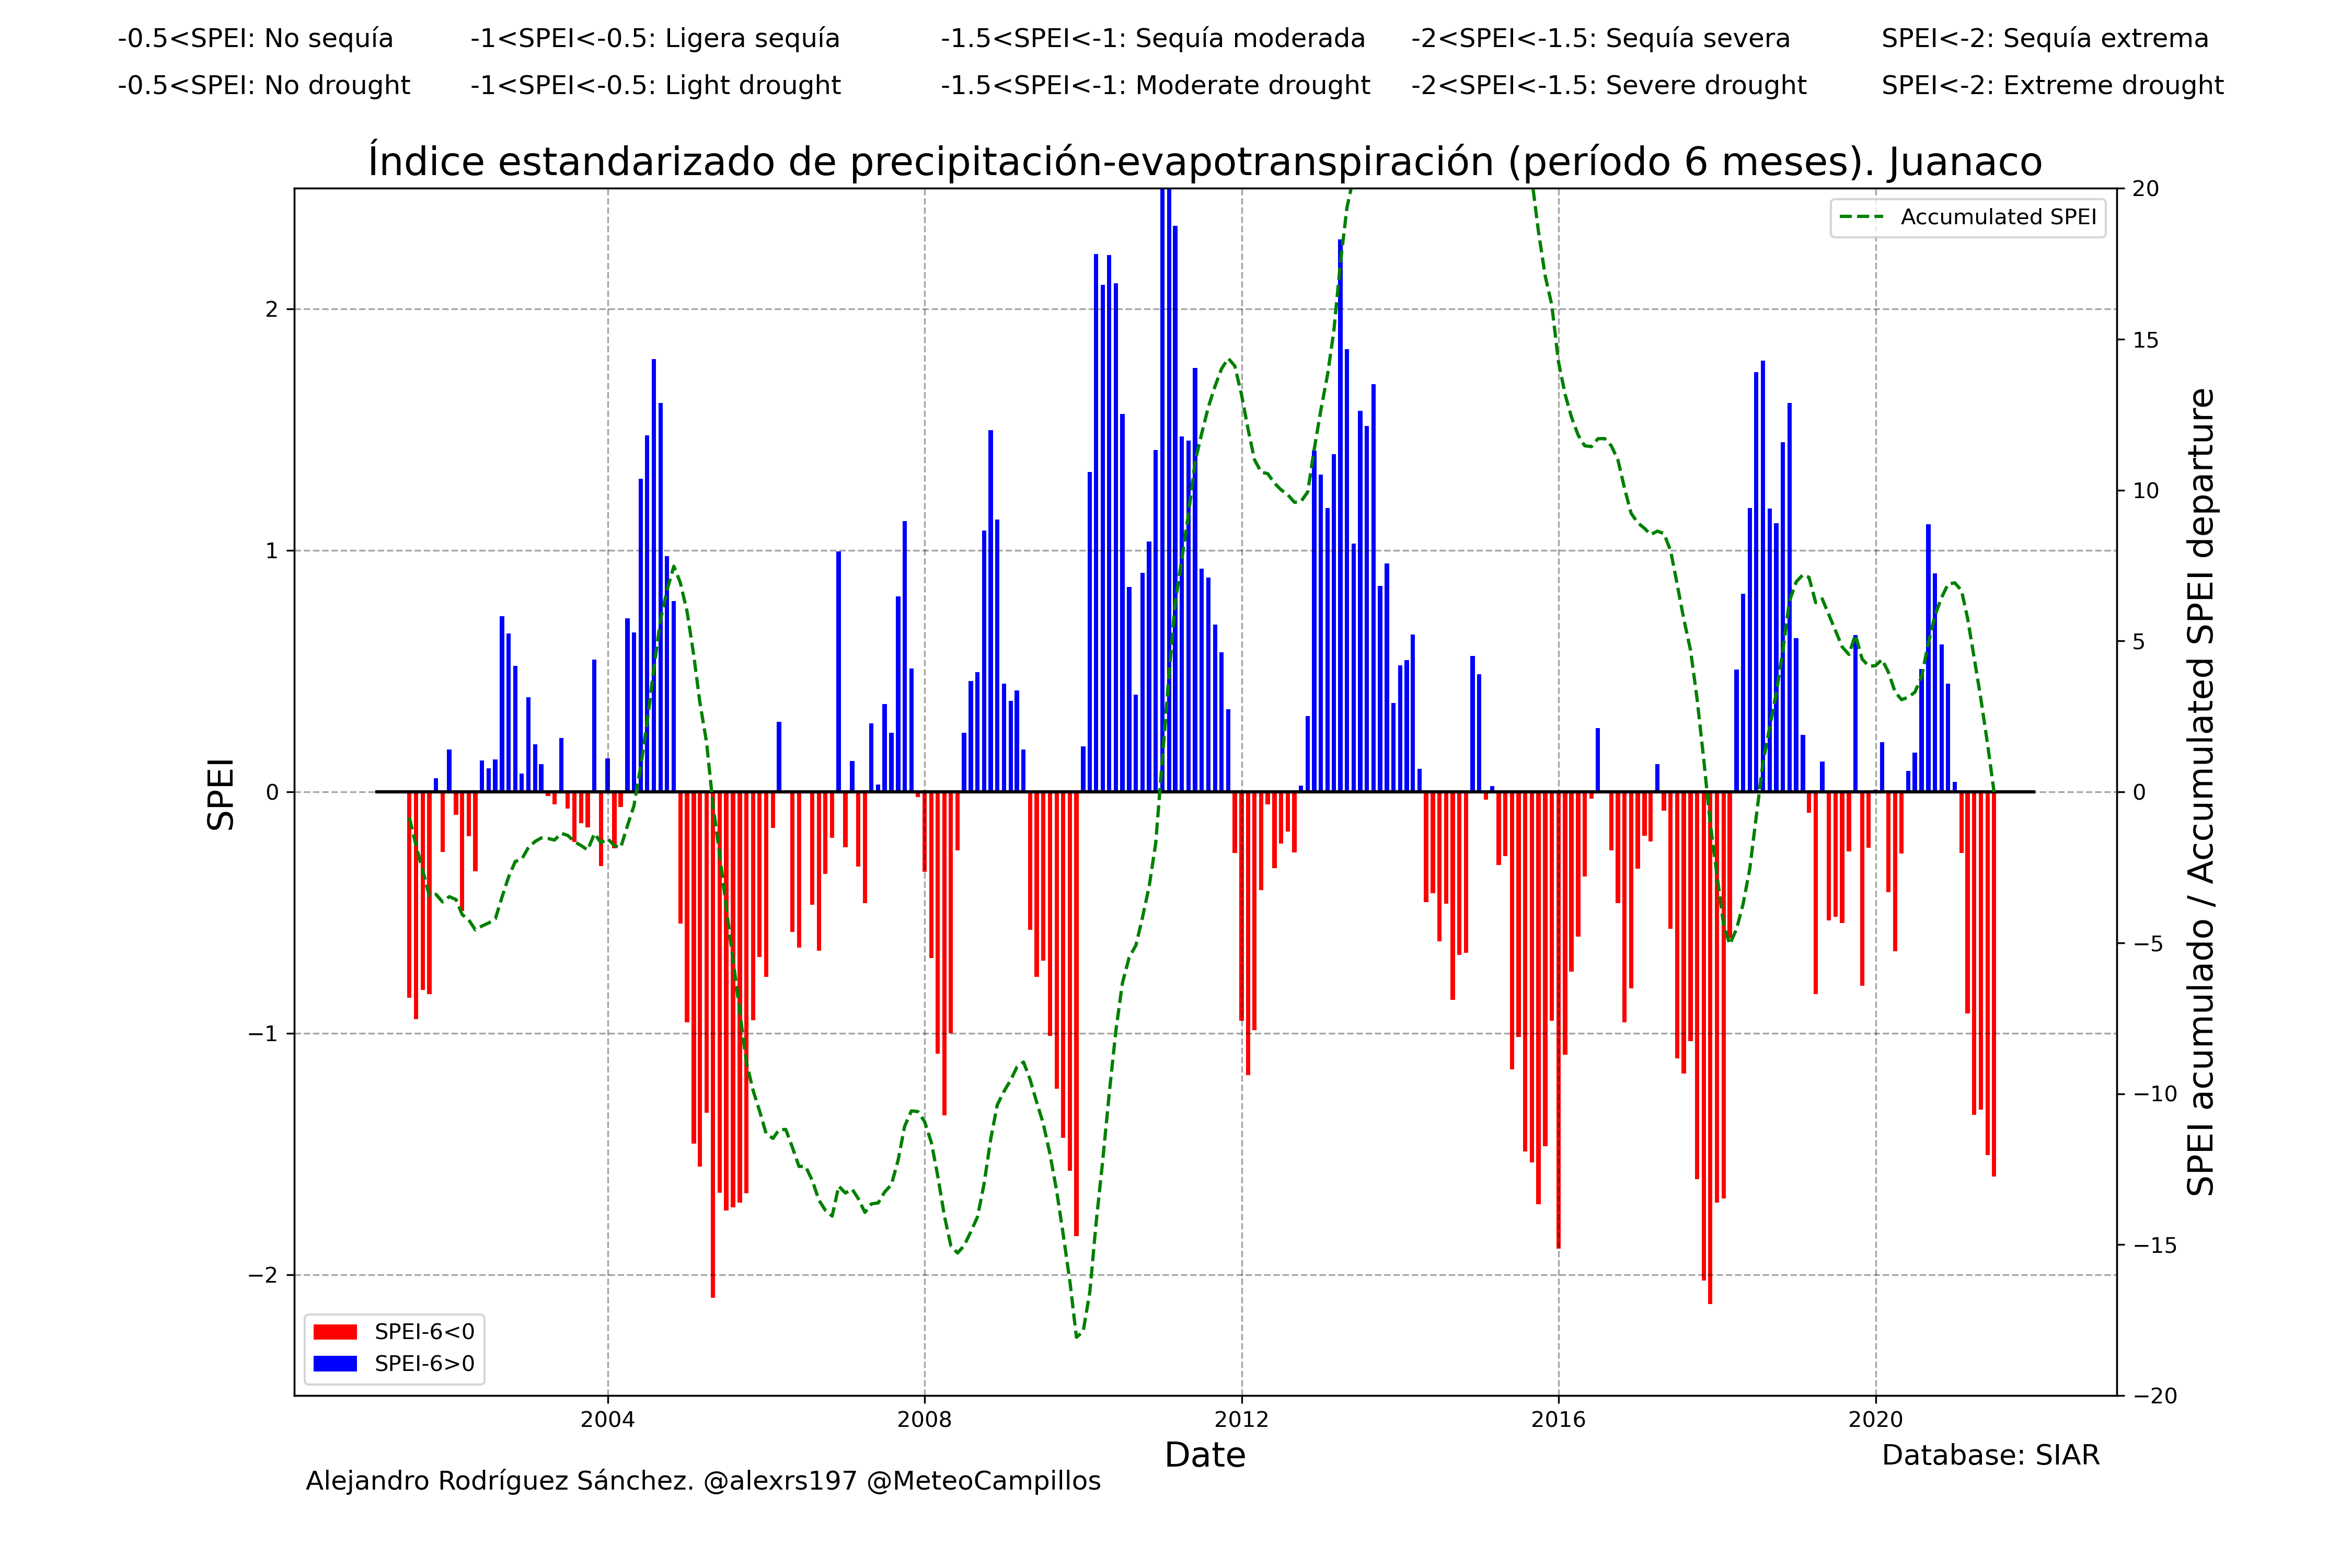 -0.5<SPEI: No sequía
-1<SPEI<-0.5: Ligera sequía
-1.5<SPEI<-1: Sequía moderada
-2<SPEI<-1.5: Sequía severa
SPEI<-2: Sequía extrema
-0.5<SPEI: No drought
-1<SPEI<-0.5: Light drought
-1.5<SPEI<-1: Moderate drought
-2<SPEI<-1.5: Severe drought
SPEI<-2: Extreme drought
Índice estandarizado de precipitación-evapotranspiración (período 6 meses). Juanaco
Accumulated SPEI
SPEI
2
1
0
−1
−2
20
15
10
5
0
−5
−10
−15
−20
SPEI acumulado / Accumulated SPEI departure
SPEI-6<0
SPEI-6>0
2004
2008
2012
2016
2020
Date
Database: SIAR
Alejandro Rodríguez Sánchez. @alexrs197 @MeteoCampillos